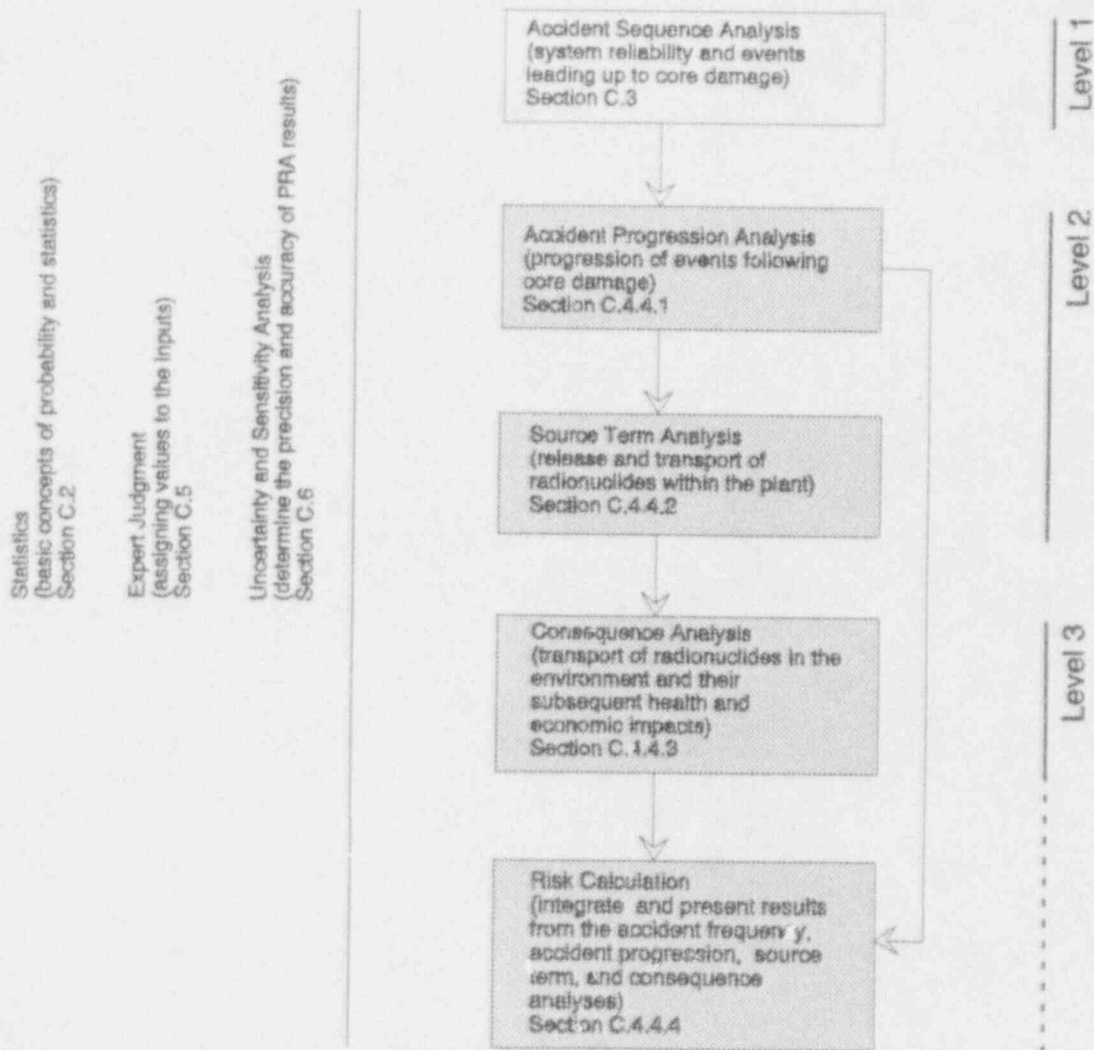 Statistics
(basic concepts of probability and statistics)
Section C.2
Expert Judgment
(assigning values to the inputs)
Section C.5
Uncertainty and Sensitivity Analysis
(determine the precision and accuracy of PRA results)
Section C.6
Accident Sequence Analysis
(system reliability and events
leading up to core damage)
Section C.3
Accident Progression Analysis
(progression of events following
core damage)
Section C.4.4.1
Source Term Analysis
(release and transport of
radionuclides within the plant)
Section C.4.4.2
Consequence Analysis
(transport of radionuclides in the
environment and their
subsequent health and
economic impacts)
Section C.4.4.3
Risk Calculation
(integrate and present results
from the accident frequency,
accident progression, source
term, and consequence
analyses)
Section C.4.4.4
Level 1
Level 2
Level 3